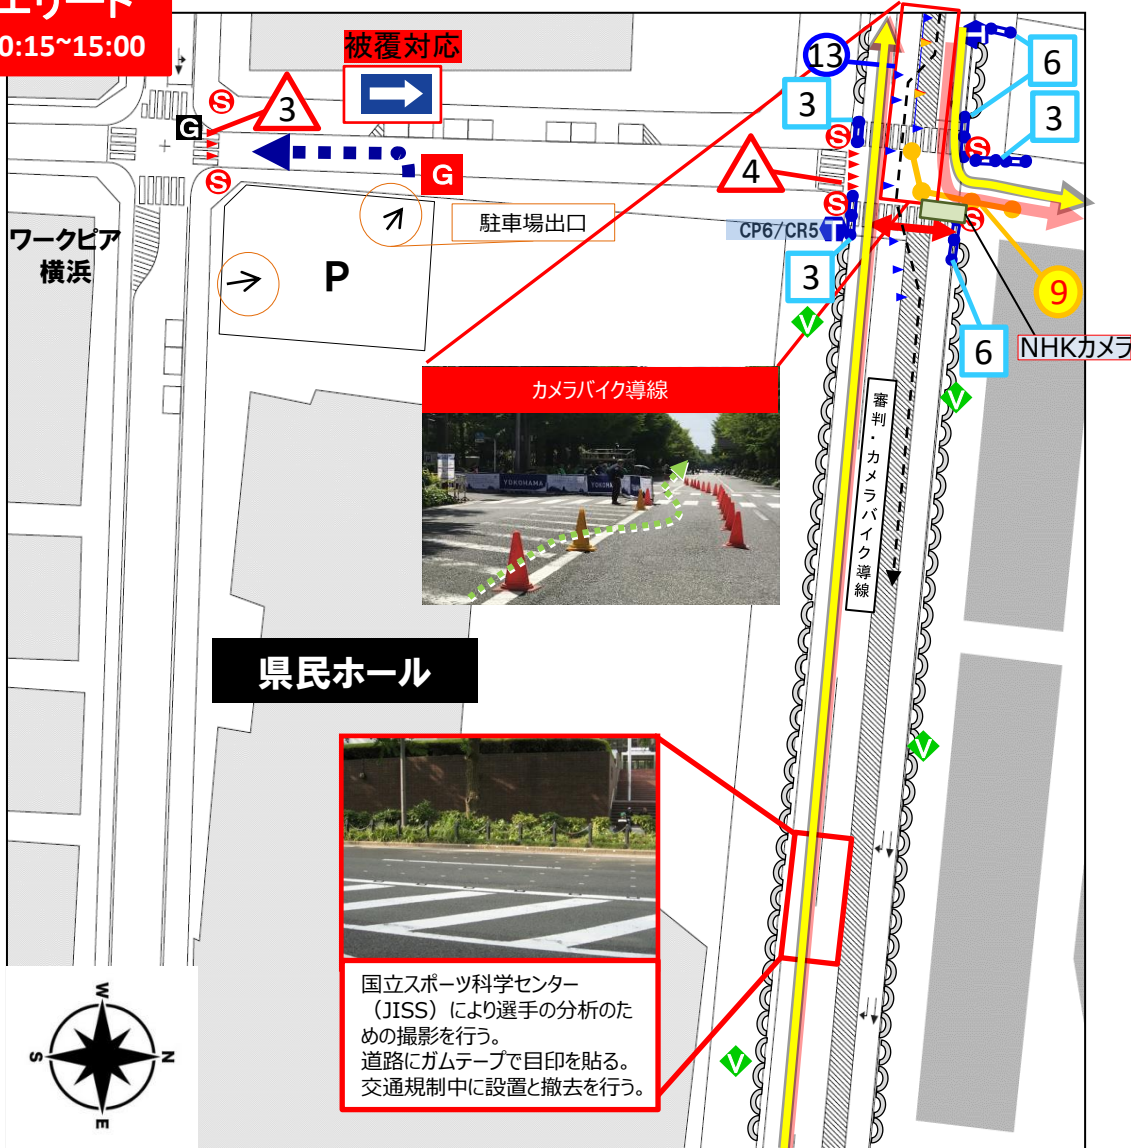 エリート
0:15~15:00
被覆対応
13
6
3
3
3
S
G
S
G
S
S
4
S
S
T
ワークピア
横浜
駐車場出口
P
CP6/CR5
T
3
9
6
NHKカメラ
V
V
カメラバイク導線
YOKOHAMA
YOKOHAMA
審判・カメラバイク導線
県民ホール
V
国立スポーツ科学センター
（JISS）により選手の分析のた
めの撮影を行う。
道路にガムテープで目印を貼る。
交通規制中に設置と撤去を行う。
V
W
S
N
E